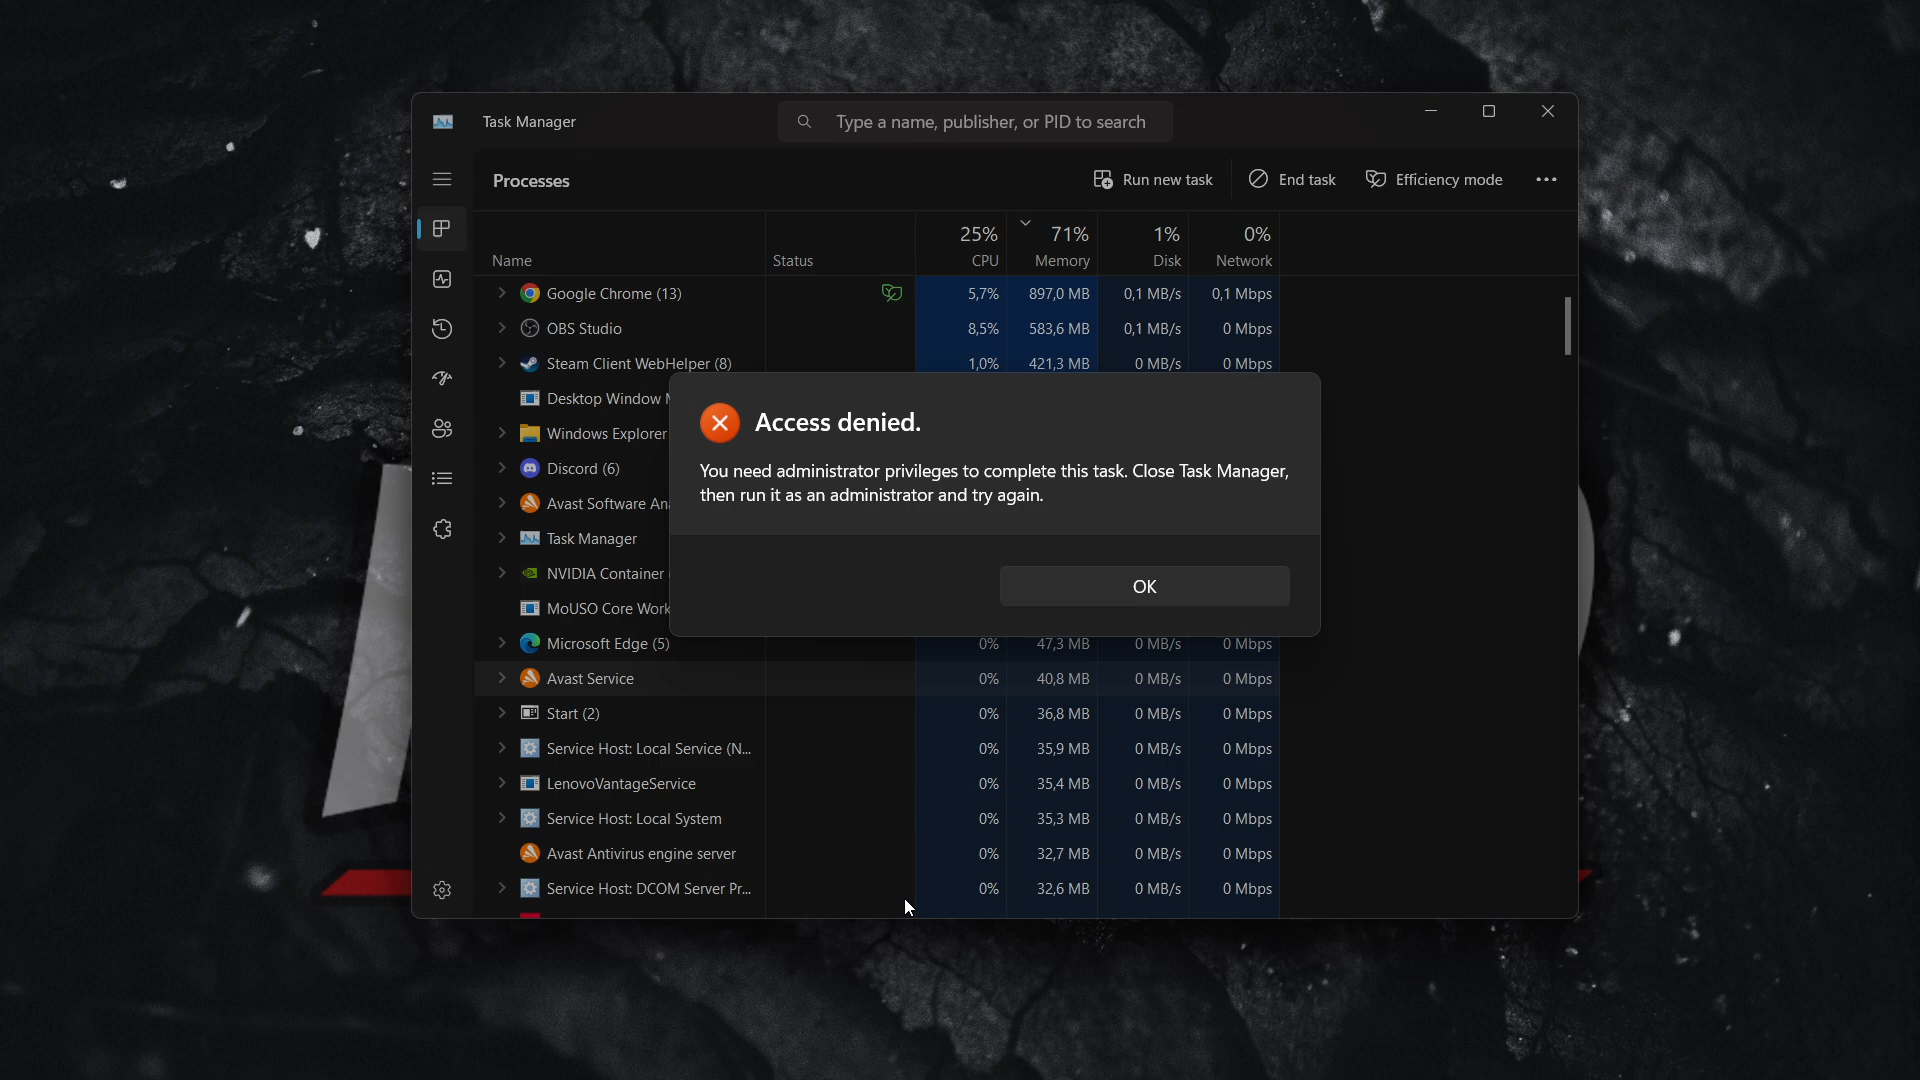 Task Manager
Type a name, publisher, or PID to search
Processes
Run new task
End task
Efficiency mode
25% 71% 1% 0%
Name Status CPU Memory Disk Network
Google Chrome (13) 5,7% 897,0 MB 0,1 MB/s 0,1 Mbps
OBS Studio 8,5% 583,6 MB 0,1 MB/s 0 Mbps
Steam Client WebHelper (8) 1,0% 421,3 MB 0 MB/s 0 Mbps
Desktop Window
Windows Explorer
Discord (6)
Avast Software An
Task Manager
NVIDIA Container
MoUSO Core Work
Access denied.
You need administrator privileges to complete this task. Close Task Manager,
then run it as an administrator and try again.
OK
Microsoft Edge (5) 0% 47,3 MB 0 MB/s 0 Mbps
Avast Service 0% 40,8 MB 0 MB/s 0 Mbps
Start (2) 0% 36,8 MB 0 MB/s 0 Mbps
Service Host: Local Service (N... 0% 35,9 MB 0 MB/s 0 Mbps
LenovoVantageService 0% 35,4 MB 0 MB/s 0 Mbps
Service Host: Local System 0% 35,3 MB 0 MB/s 0 Mbps
Avast Antivirus engine server 0% 32,7 MB 0 MB/s 0 Mbps
Service Host: DCOM Server Pr... 0% 32,6 MB 0 MB/s 0 Mbps